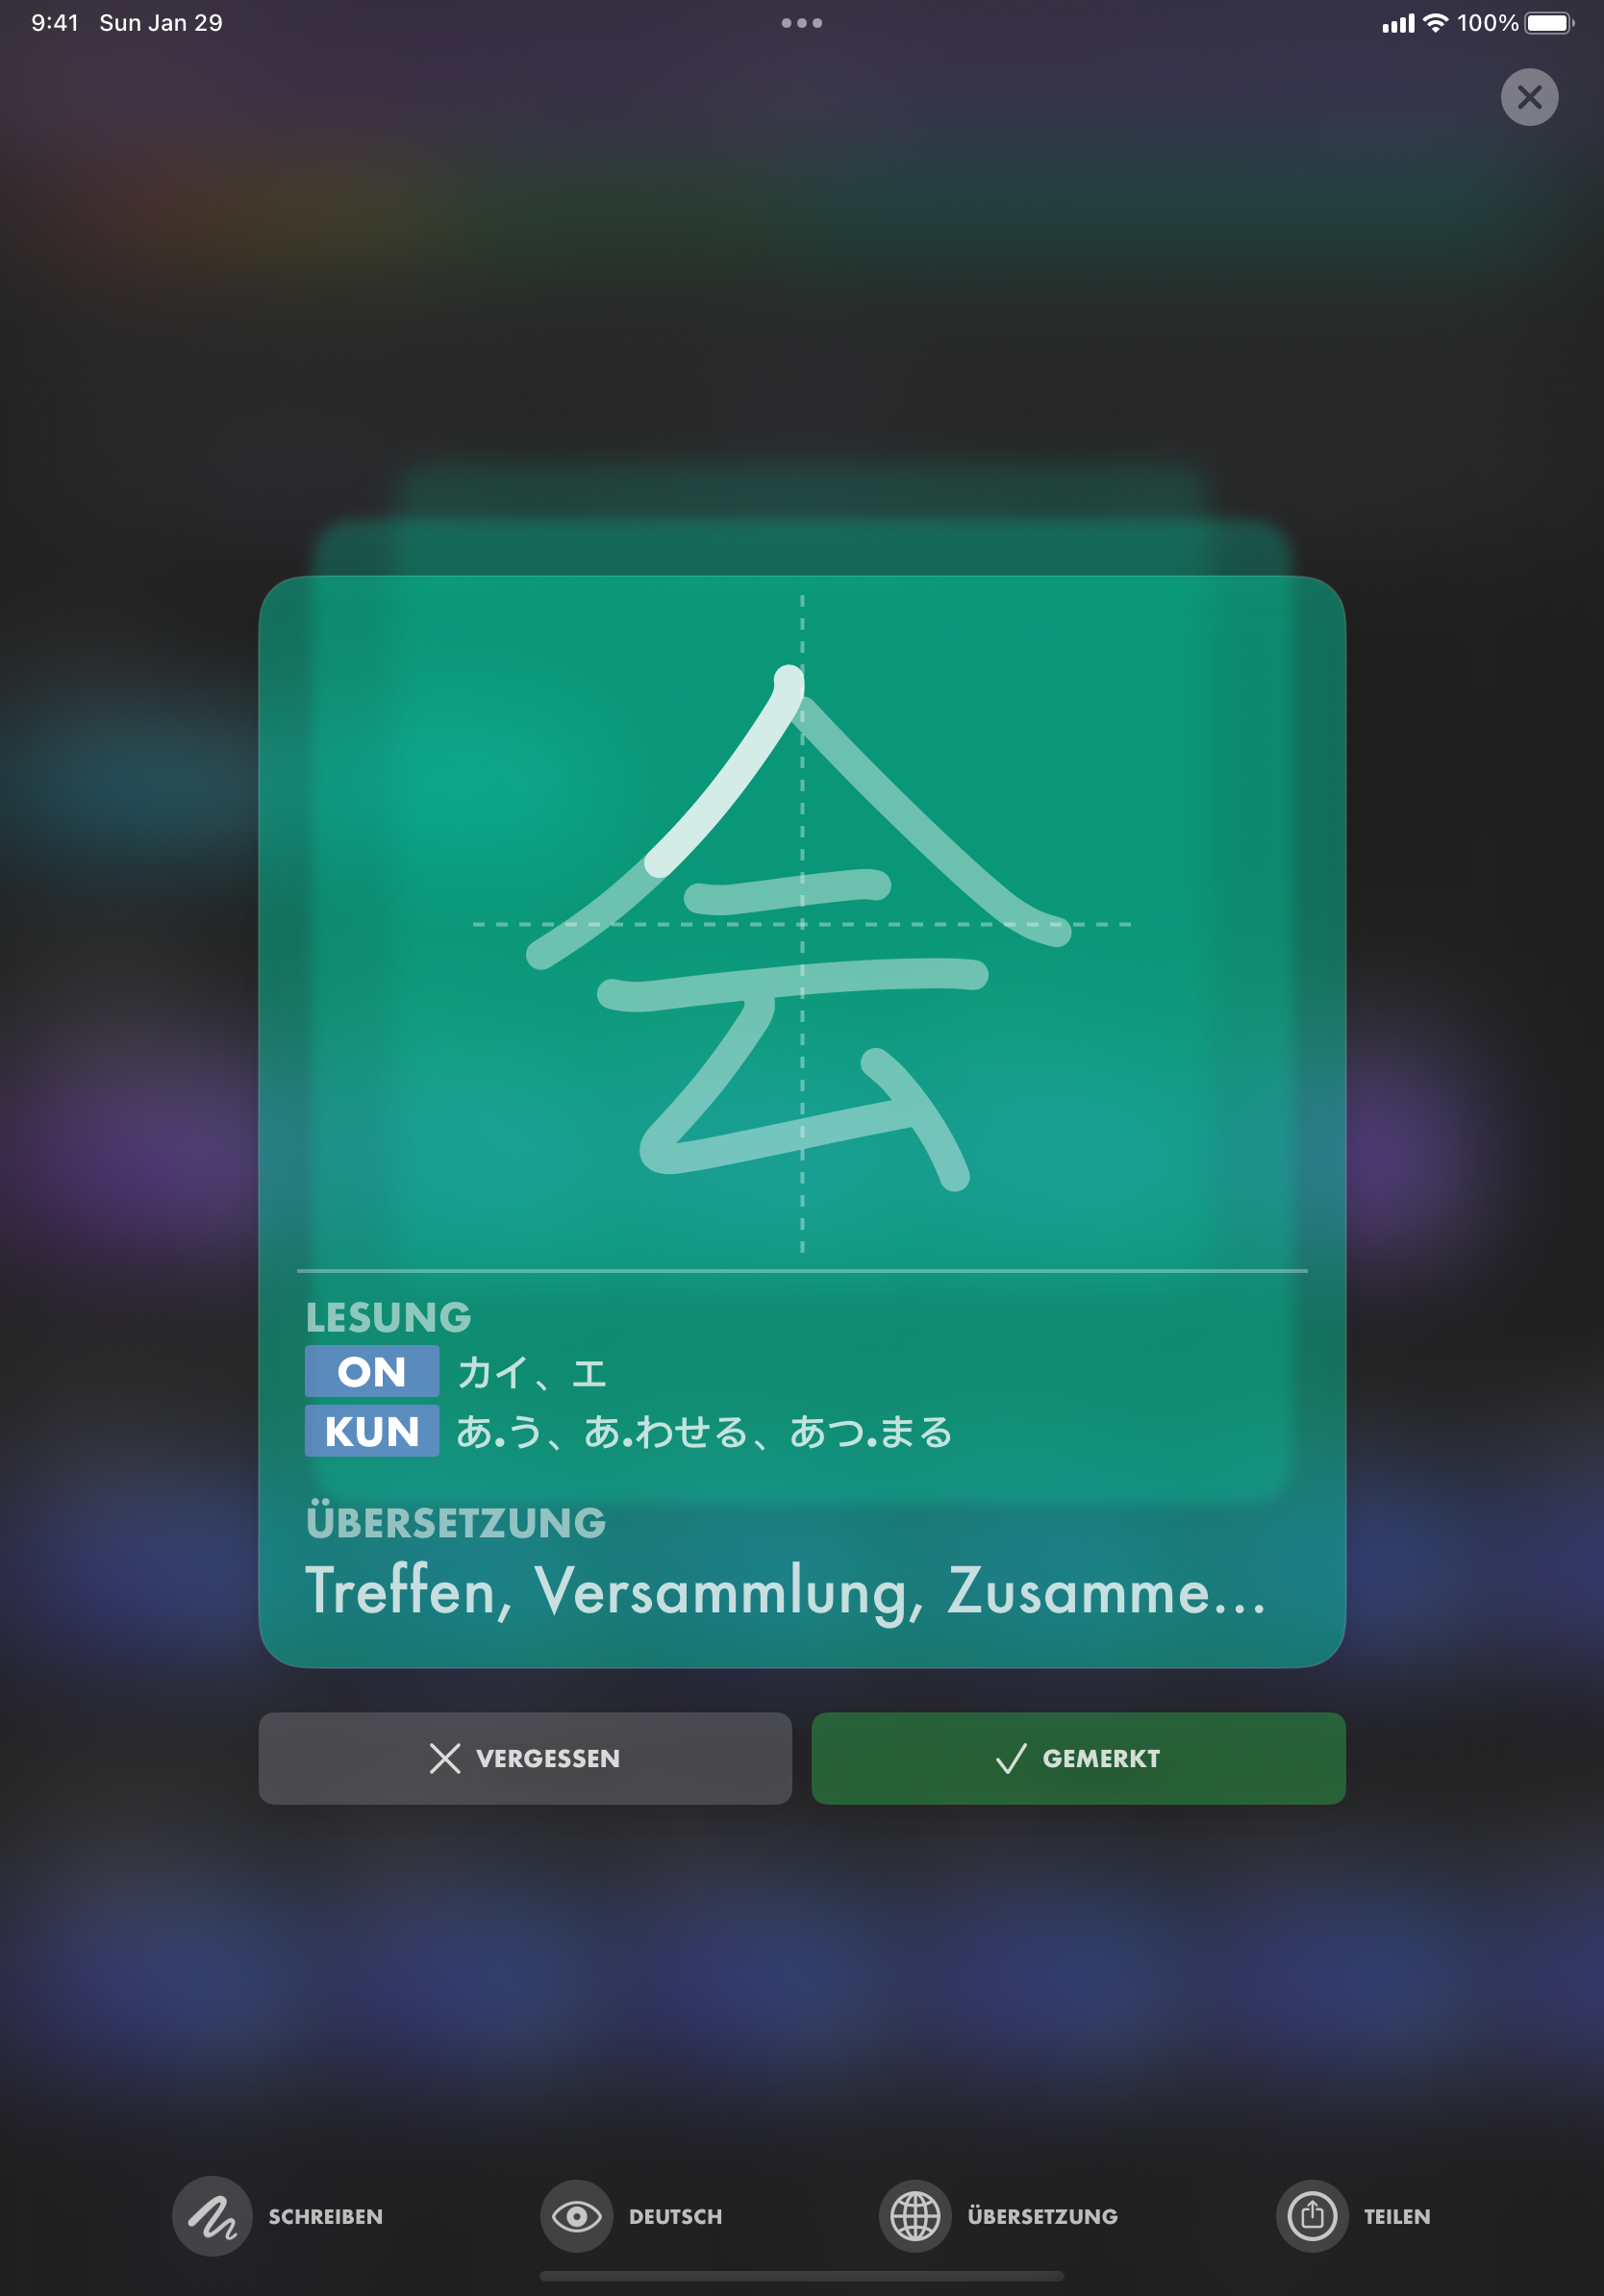 9:41 Sun Jan 29 100%
会
LESUNG
ON カイ、エ
KUN あ.う、あ.わせる、あつ.まる
ÜBERSETZUNG
Treffen, Versammlung, Zusamme...
VERGESSEN GEMERKT
SCHREIBEN DEUTSCH ÜBERSETZUNG TEILEN